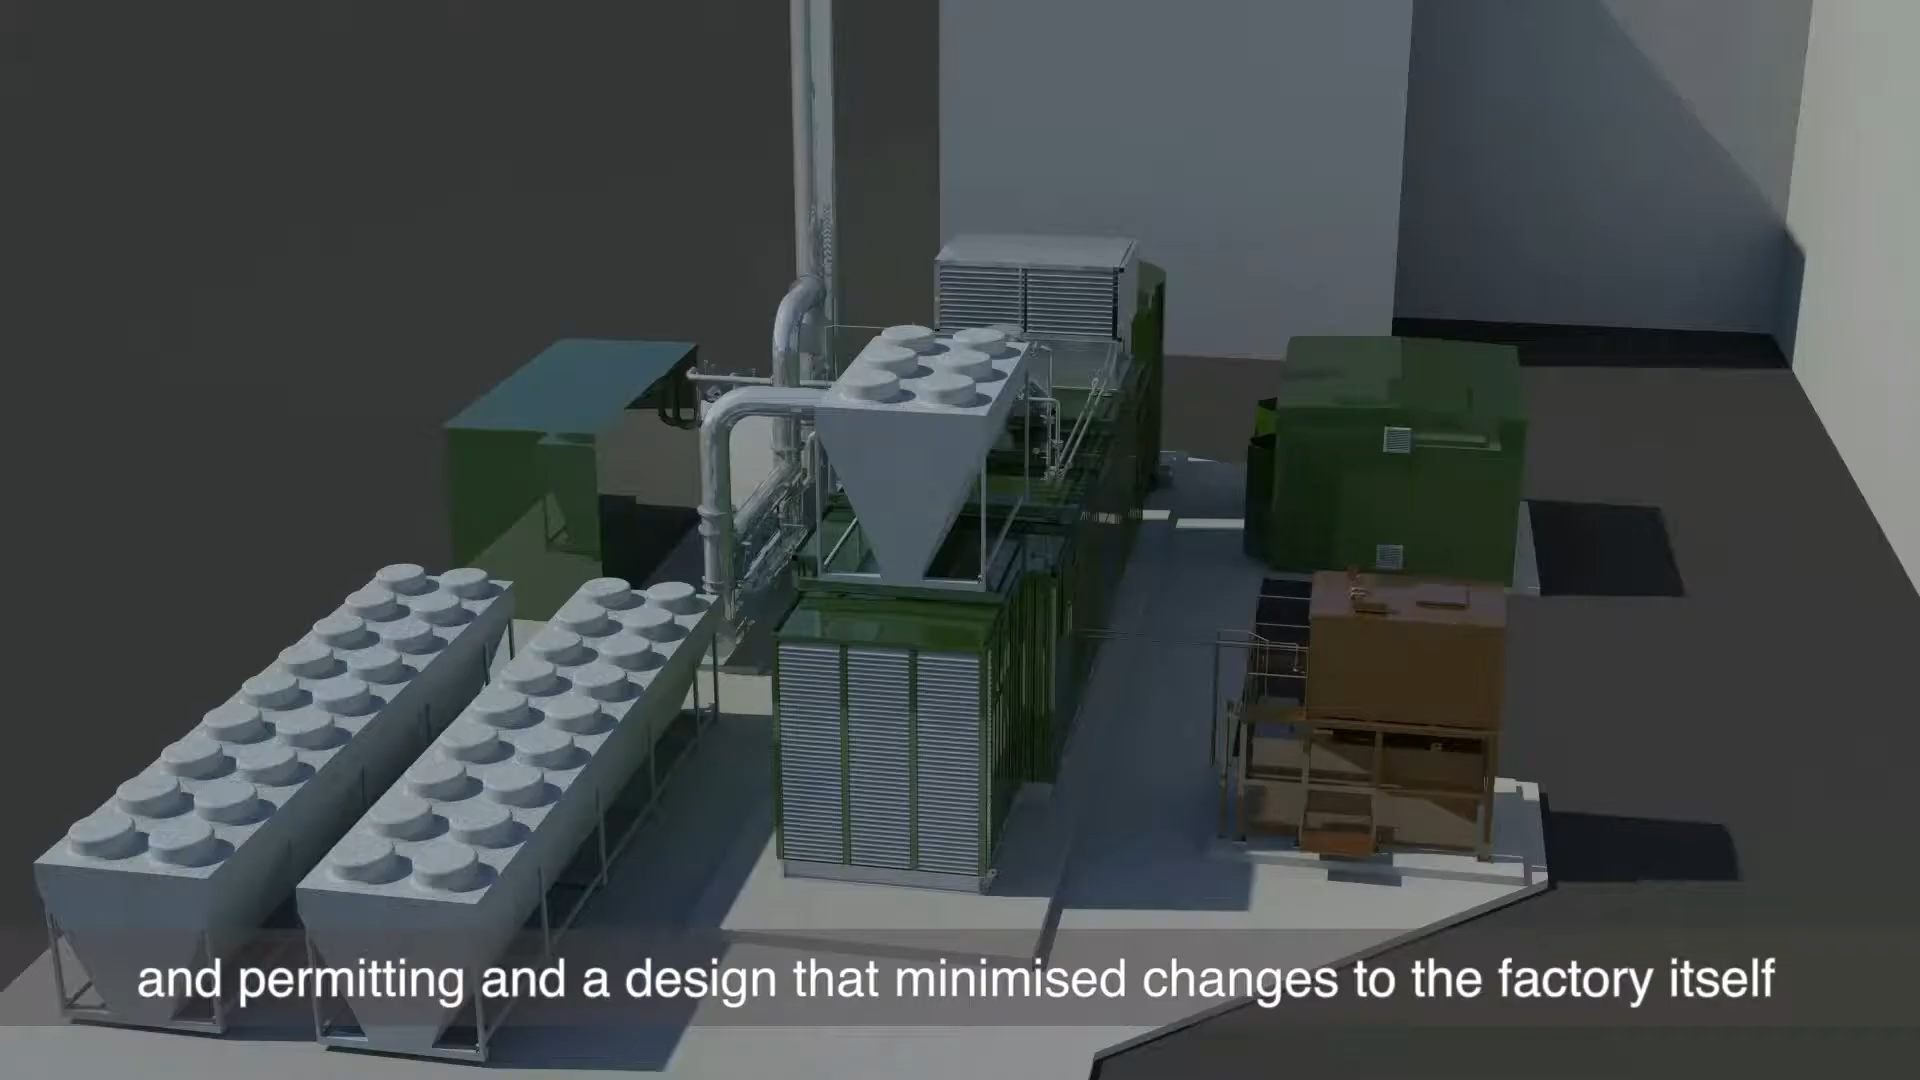 and permitting and a design that minimised changes to the factory itself